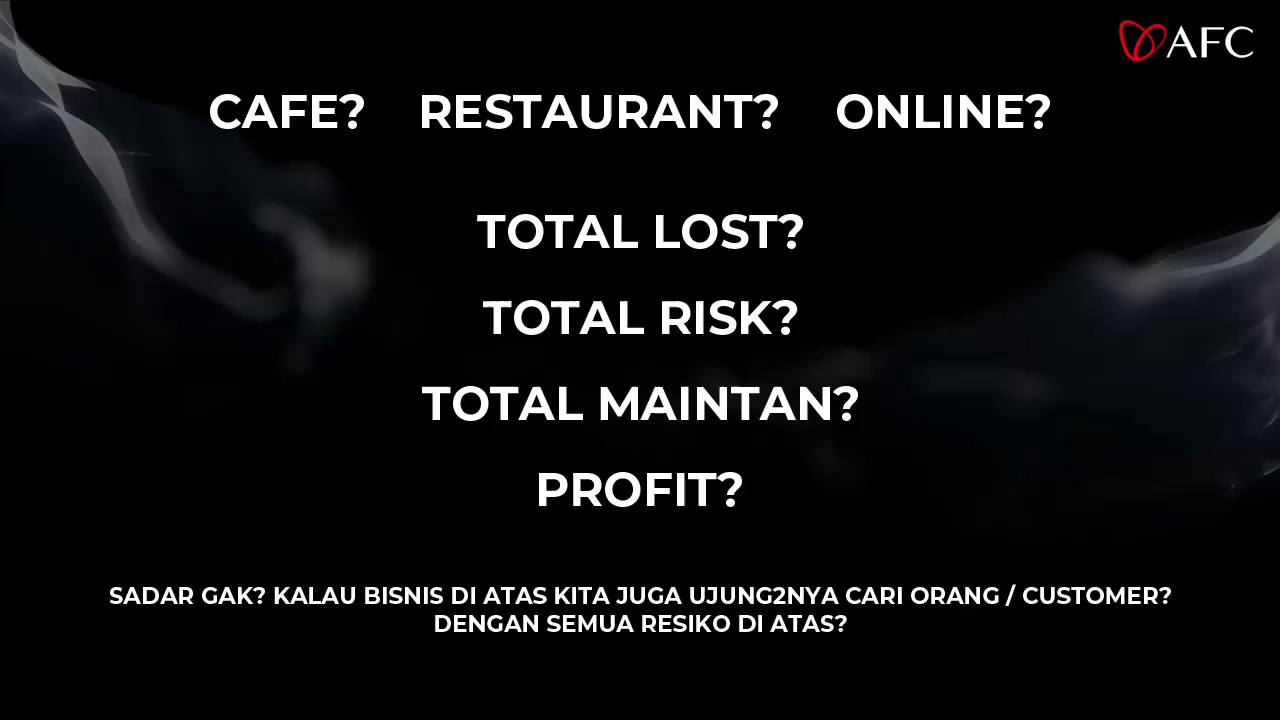 AFC
CAFE? RESTAURANT? ONLINE?
TOTAL LOST?
TOTAL RISK?
TOTAL MAINTAN?
PROFIT?
SADAR GAK? KALAU BISNIS DI ATAS KITA JUGA UJUNG2NYA CARI ORANG / CUSTOMER?
DENGAN SEMUA RESIKO DI ATAS?